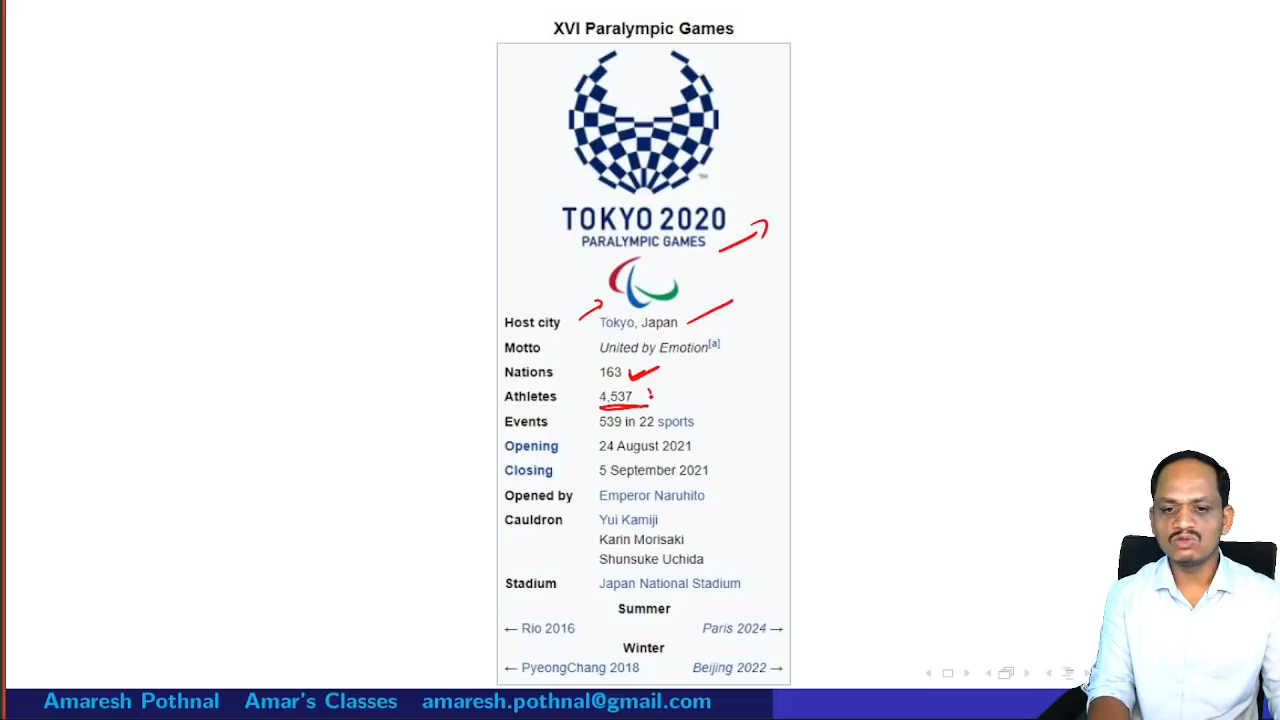 XVI Paralympic Games
TM
TOKYO 2020
PARALYMPIC GAMES
Host city Tokyo, Japan
Motto United by Emotion[a]
Nations 163
Athletes 4,537
Events 539 in 22 sports
Opening 24 August 2021
Closing 5 September 2021
Opened by Emperor Naruhito
Cauldron Yui Kamiji
Karin Morisaki
Shunsuke Uchida
Stadium Japan National Stadium
Summer
← Rio 2016 Paris 2024 →
Winter
← PyeongChang 2018 Beijing 2022 →
Amaresh Pothnal Amar's Classes amaresh.pothnal@gmail.com